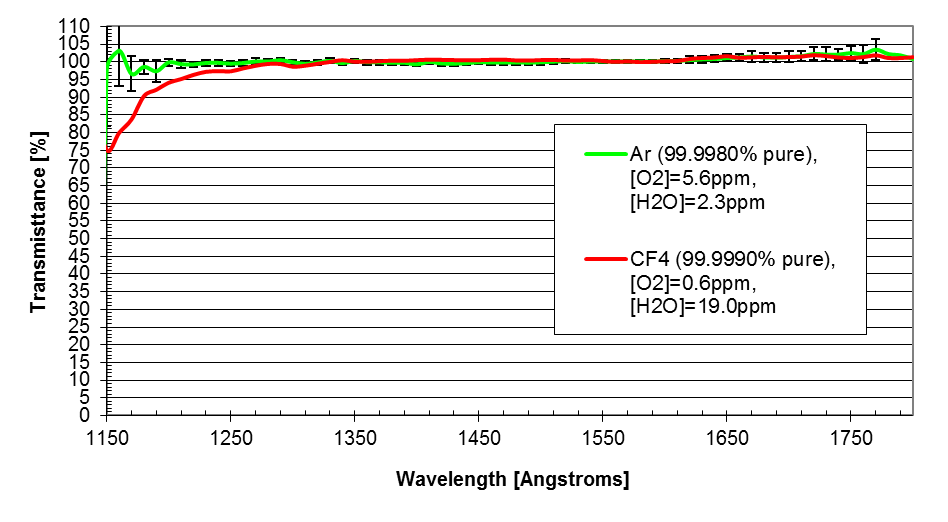 110
105
100
95
90
85
80
75
70
65
60
55
50
45
40
35
30
25
20
15
10
5
0
Transmisttance [%]
Ar (99.9980% pure),
[O2]=5.6ppm,
[H2O]=2.3ppm
CF4 (99.9990% pure),
[O2]=0.6ppm,
[H2O]=19.0ppm
1150 1250 1350 1450 1550 1650 1750
Wavelength [Angstroms]